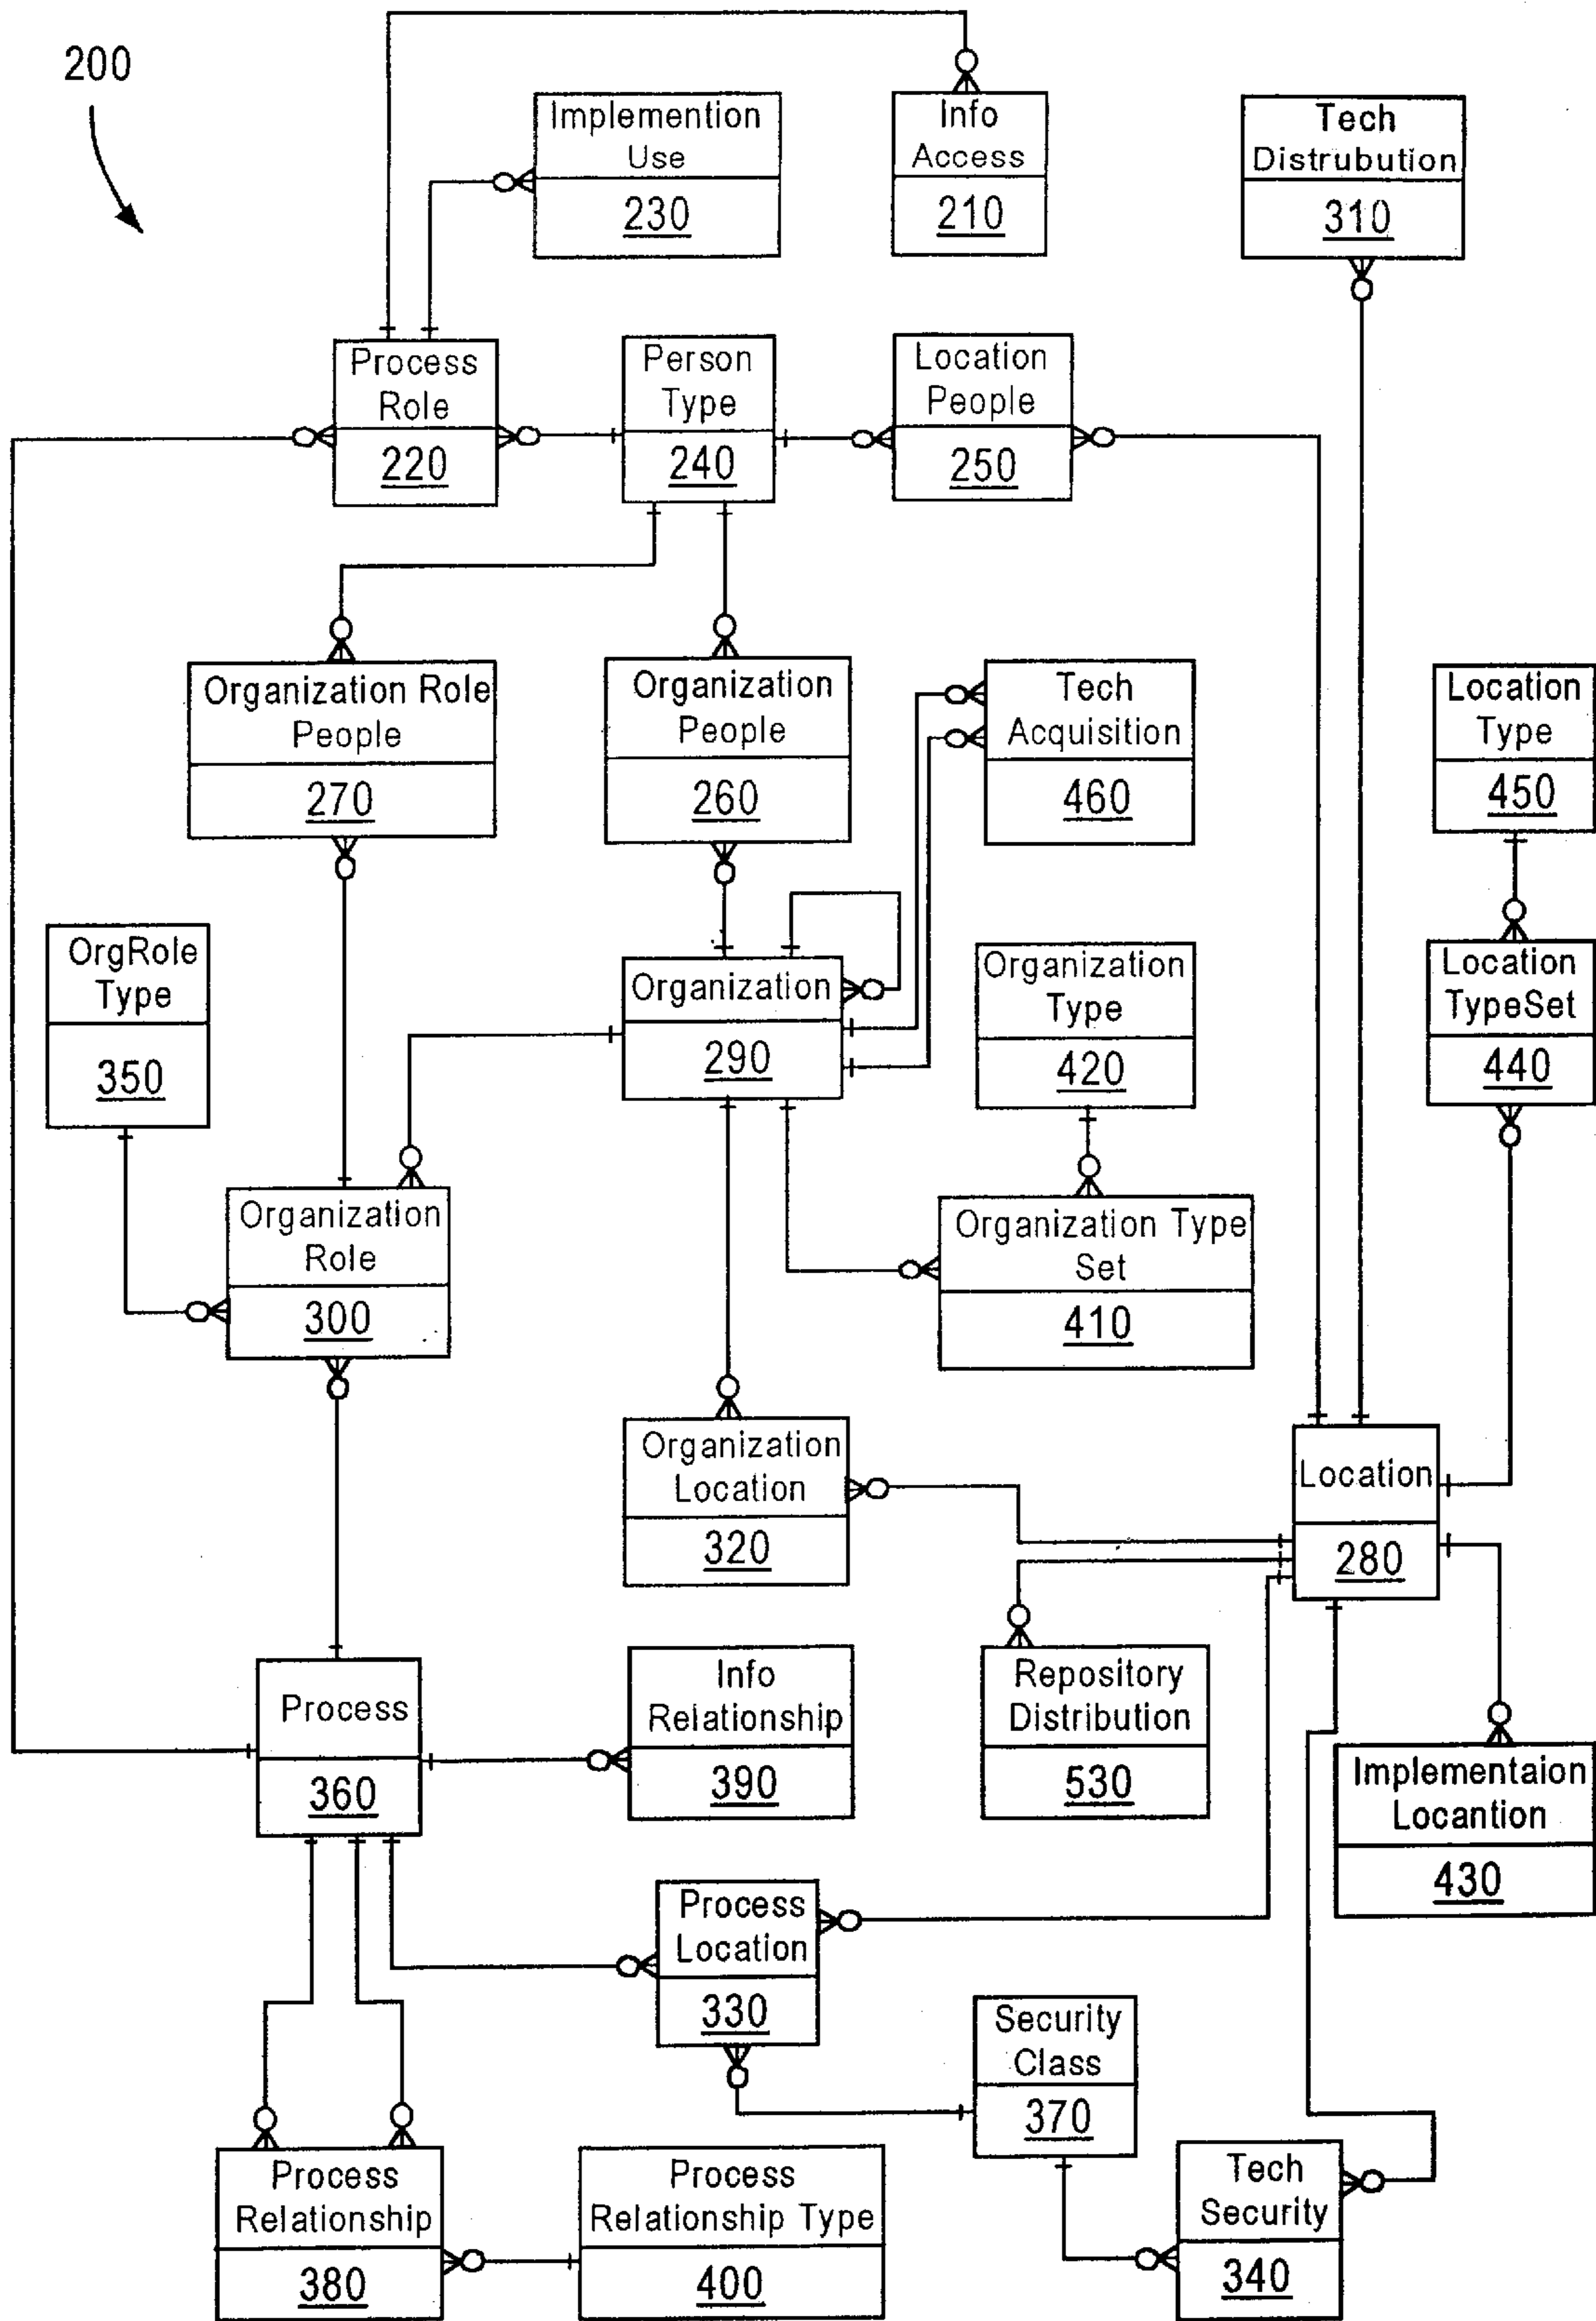 200
Implemention
Use
230
Info
Access
210
Tech
Distrubution
310
Process
Role
220
Person
Type
240
Location
People
250
Organization Role
People
270
Organization
People
260
Tech
Acquisition
460
Location
Type
450
OrgRole
Type
350
Organization
290
Organization
Type
420
Location
TypeSet
440
Organization
Role
300
Organization Type
Set
410
Organization
Location
320
Location
280
Process
360
Info
Relationship
390
Repository
Distribution
530
Implementaion
Locantion
430
Process
Location
330
Security
Class
370
Process
Relationship
380
Process
Relationship Type
400
Tech
Security
340